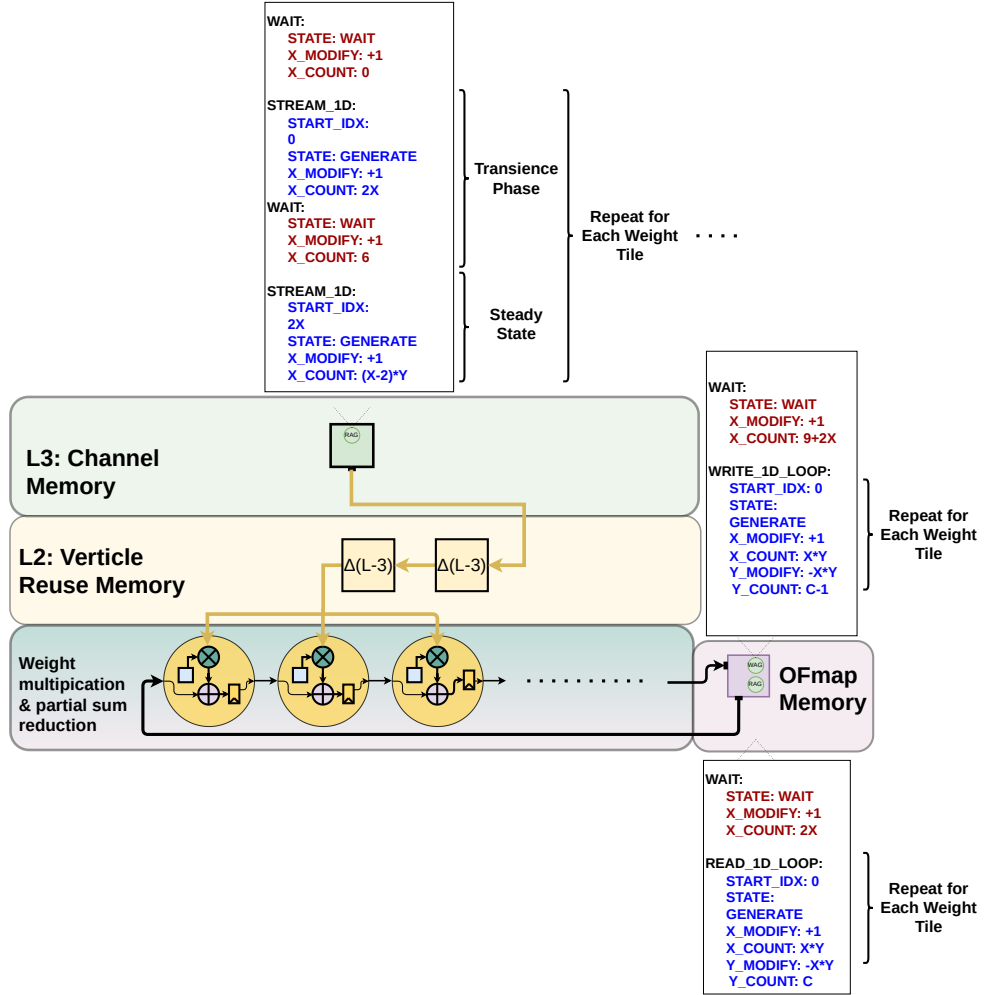 WAIT:
STATE: WAIT
X_MODIFY: +1
X_COUNT: 0
STREAM_1D:
START_IDX:
0
STATE: GENERATE
X_MODIFY: +1
X_COUNT: 2X
WAIT:
STATE: WAIT
X_MODIFY: +1
X_COUNT: 6
STREAM_1D:
START_IDX:
2X
STATE: GENERATE
X_MODIFY: +1
X_COUNT: (X-2)*Y
Transience
Phase
Steady
State
Repeat for
Each Weight
Tile
WAIT:
STATE: WAIT
X_MODIFY: +1
X_COUNT: 9+2X
WRITE_1D_LOOP:
START_IDX: 0
STATE:
GENERATE
X_MODIFY: +1
X_COUNT: X*Y
Y_MODIFY: -X*Y
Y_COUNT: C-1
Repeat for
Each Weight
Tile
L3: Channel
Memory
RAG
L2: Verticle
Reuse Memory
Δ(L-3)
Δ(L-3)
Weight
multipication
& partial sum
reduction
WAG
RAG
OFmap
Memory
WAIT:
STATE: WAIT
X_MODIFY: +1
X_COUNT: 2X
READ_1D_LOOP:
START_IDX: 0
STATE:
GENERATE
X_MODIFY: +1
X_COUNT: X*Y
Y_MODIFY: -X*Y
Y_COUNT: C
Repeat for
Each Weight
Tile